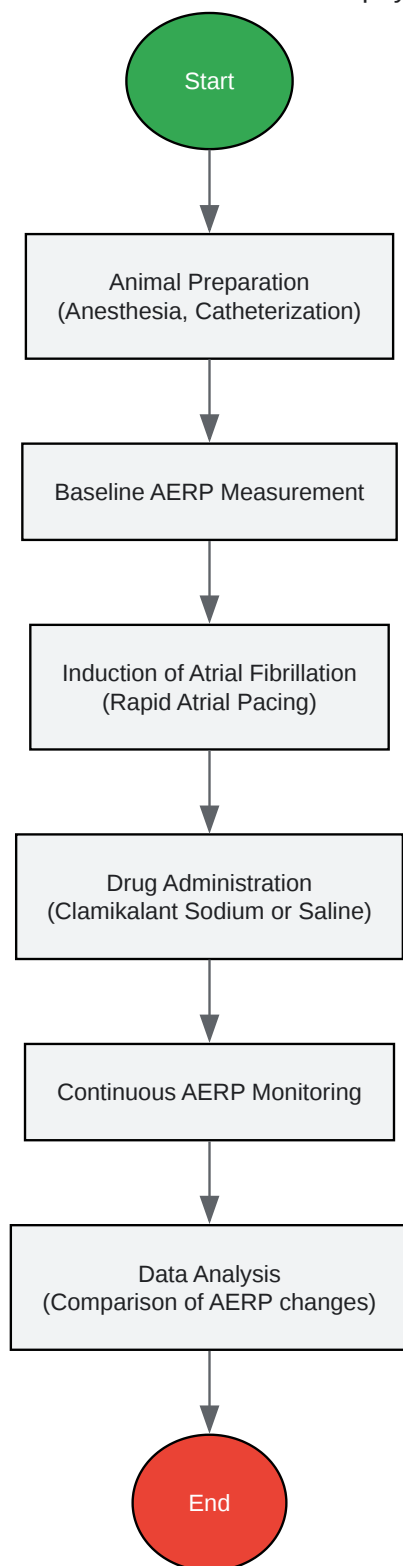 Start
Animal Preparation
(Anesthesia, Catheterization)
Baseline AERP Measurement
Induction of Atrial Fibrillation
(Rapid Atrial Pacing)
Drug Administration
(Clamikalant Sodium or Saline)
Continuous AERP Monitoring
Data Analysis
(Comparison of AERP changes)
End